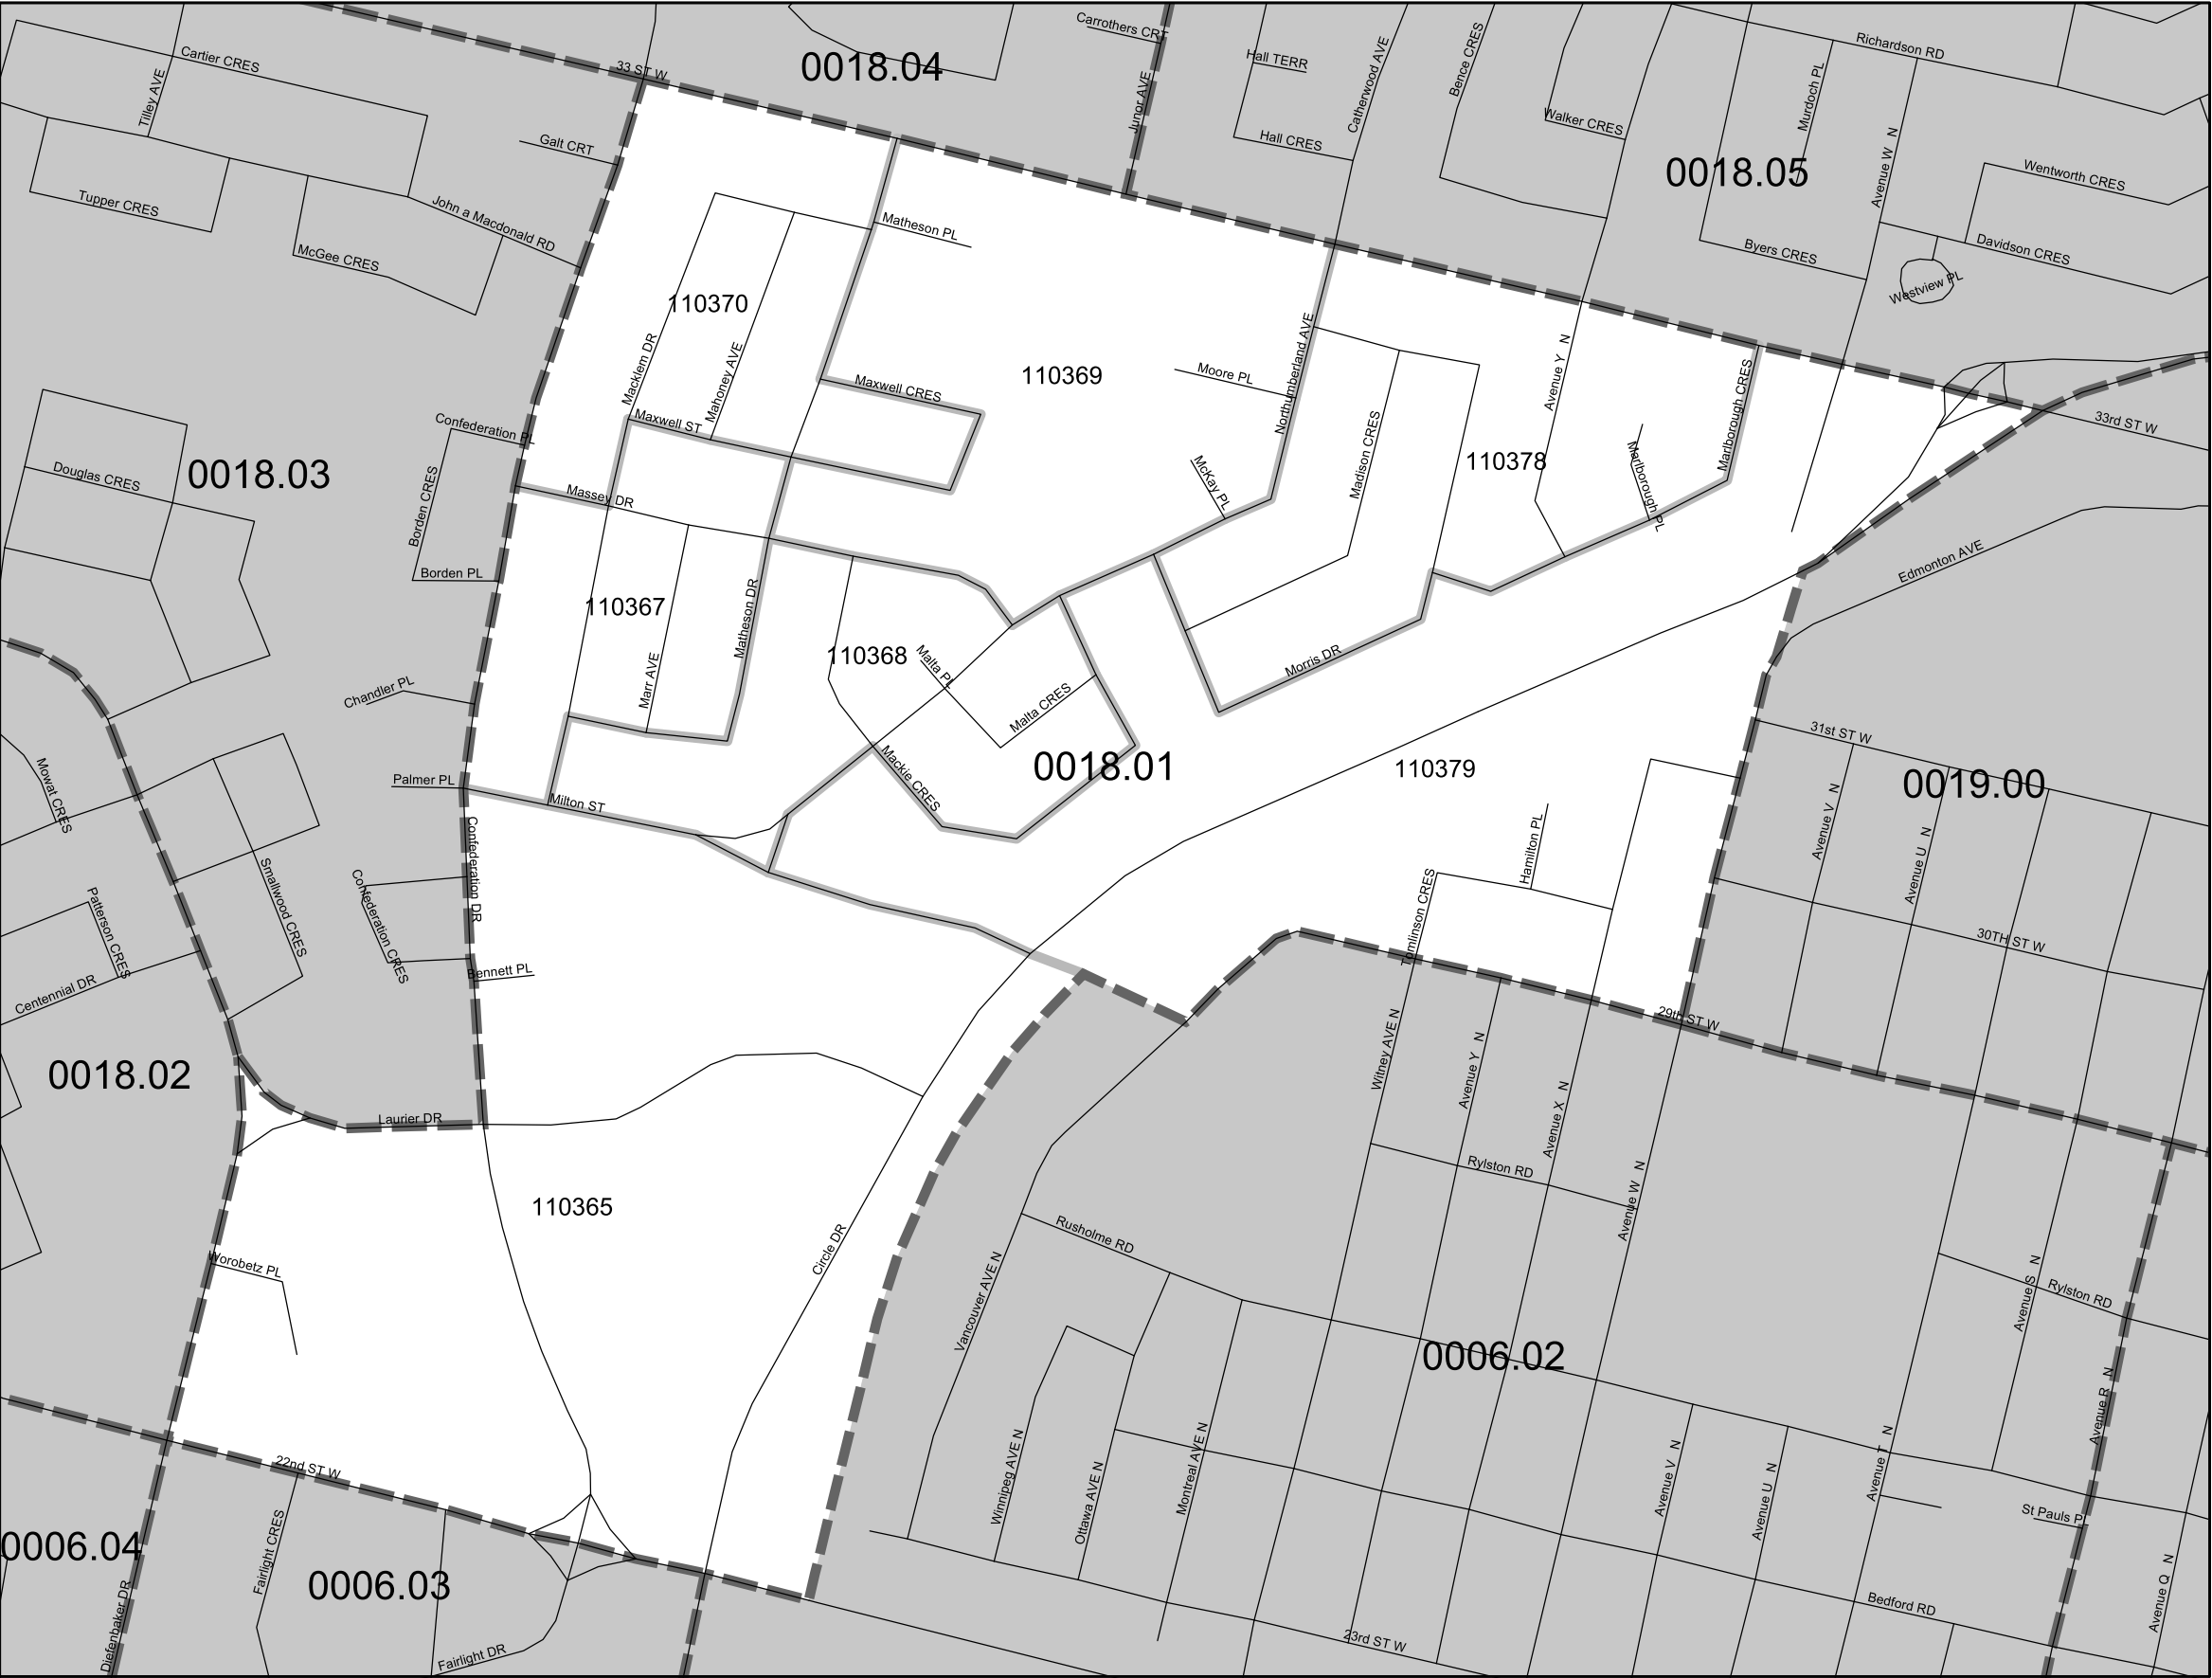 Carrothers CRT
33 ST W
0018.04
Cartier CRES
Tilley AVE
Galt CRT
Junor AVE
Hall TERR
Hall CRES
Catherwood AVE
Bence CRES
Walker CRES
Richardson RD
Murdoch PL
0018.05
Avenue W N
Wentworth CRES
Tupper CRES
John a Macdonald RD
McGee CRES
Matheson PL
Byers CRES
Davidson CRES
Westview PL
110370
Macklem DR
Mahoney AVE
110369
Maxwell CRES
Moore PL
Northumberland AVE
Avenue Y N
Marlborough CRES
33rd ST W
Confederation PL
Maxwell ST
Madison CRES
110378
Marlborough PL
McKay PL
0018.03
Douglas CRES
Borden CRES
Massey DR
Borden PL
Edmonton AVE
110367
Matheson DR
Marr AVE
110368
Malta PL
Malta CRES
Morris DR
Chandler PL
31st ST W
0019.00
Mowat CRES
Palmer PL
Milton ST
Mackie CRES
0018.01
110379
Avenue V N
Avenue U N
Hamilton PL
Confederation DR
Smallwood CRES
Confederation CRES
Patterson CRES
Tomlinson CRES
30TH ST W
Centennial DR
Bennett PL
29th ST W
0018.02
Witney AVE N
Avenue Y N
Avenue X N
Laurier DR
Rylston RD
Avenue W N
110365
Circle DR
Rusholme RD
Vancouver AVE N
Worobetz PL
Avenue S N
Rylston RD
0006.02
Avenue R N
22nd ST W
Winnipeg AVE N
Ottawa AVE N
Montreal AVE N
Avenue V N
Avenue U N
Avenue T N
St Pauls P
0006.04
Fairlight CRES
0006.03
Diefenbaker DR
Fairlight DR
23rd ST W
Bedford RD
Avenue Q N